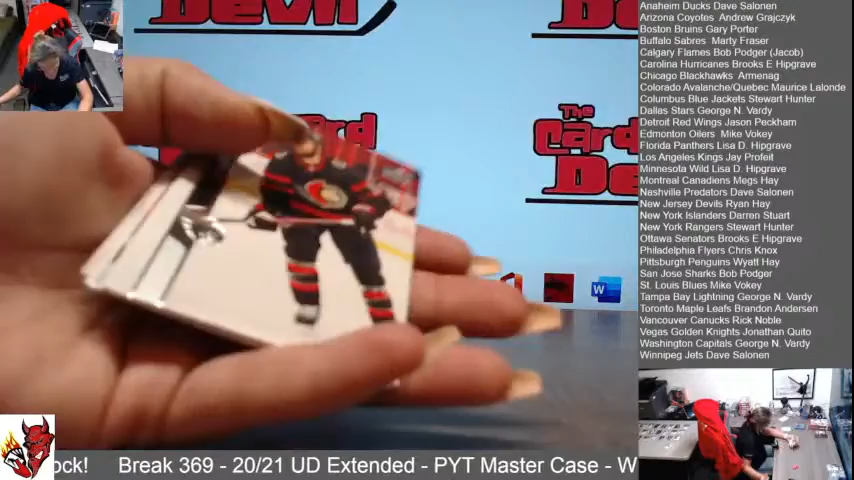 Devil
The
Card
De
rd
W
Anaheim Ducks Dave Salonen
Arizona Coyotes Andrew Grajczyk
Boston Bruins Gary Porter
Buffalo Sabres Marty Fraser
Calgary Flames Bob Podger (Jacob)
Carolina Hurricanes Brooks E Hipgrave
Chicago Blackhawks Armenag
Colorado Avalanche/Quebec Maurice Lalonde
Columbus Blue Jackets Stewart Hunter
Dallas Stars George N. Vardy
Detroit Red Wings Jason Peckham
Edmonton Oilers Mike Vokey
Florida Panthers Lisa D. Hipgrave
Los Angeles Kings Jay Profeit
Minnesota Wild Lisa D. Hipgrave
Montreal Canadiens Megs Hay
Nashville Predators Dave Salonen
New Jersey Devils Ryan Hay
New York Islanders Darren Stuart
New York Rangers Stewart Hunter
Ottawa Senators Brooks E Hipgrave
Philadelphia Flyers Chris Knox
Pittsburgh Penguins Wyatt Hay
San Jose Sharks Bob Podger
St. Louis Blues Mike Vokey
Tampa Bay Lightning George N. Vardy
Toronto Maple Leafs Brandon Andersen
Vancouver Canucks Rick Noble
Vegas Golden Knights Jonathan Quito
Washington Capitals George N. Vardy
Winnipeg Jets Dave Salonen
ock! Break 369 - 20/21 UD Extended - PYT Master Case - W